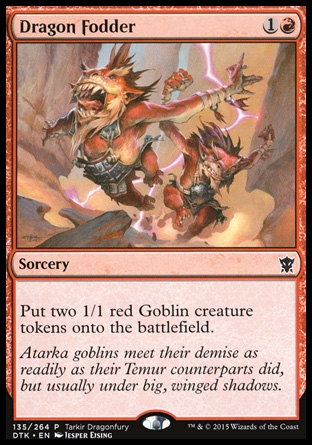 Dragon Fodder 1
Sorcery
Put two 1/1 red Goblin creature
tokens onto the battlefield.
Atarka goblins meet their demise as
readily as their Temur counterparts did,
but usually under big, winged shadows.
135/264 P Tarkir Dragonfury ™ & © 2015 Wizards of the Coast
DTK • EN Jesper Ejsing